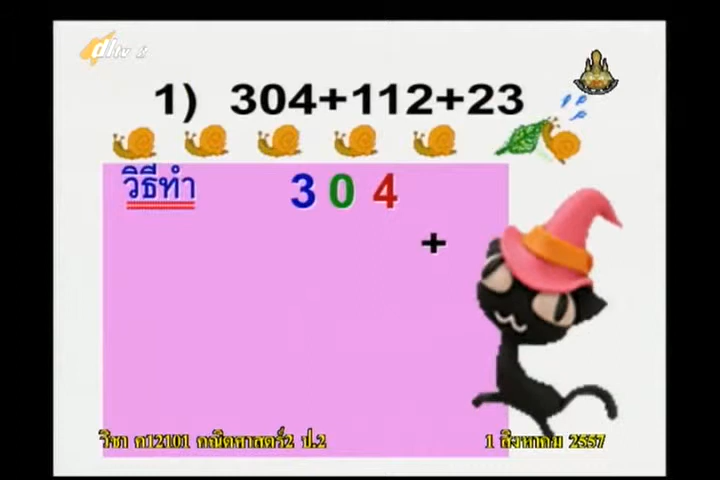 dltv 2
1) 304+112+23
วิธีทำ 3 0 4
+
วิชา ค12101 คณิตศาสตร์2 ป.2 1 สิงหาคม 2557